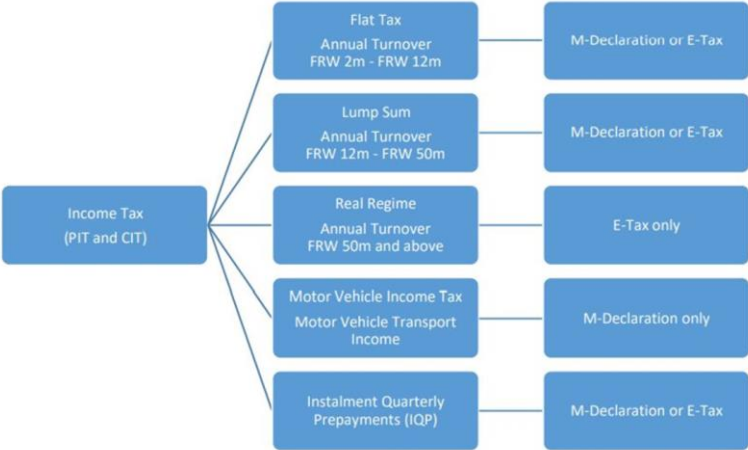 Flat Tax
Annual Turnover
FRW 2m - FRW 12m
M-Declaration or E-Tax
Lump Sum
Annual Turnover
FRW 12m - FRW 50m
M-Declaration or E-Tax
Income Tax
(PIT and CIT)
Real Regime
Annual Turnover
FRW 50m and above
E-Tax only
Motor Vehicle Income Tax
Motor Vehicle Transport
Income
M-Declaration only
Instalment Quarterly
Prepayments (IQP)
M-Declaration or E-Tax